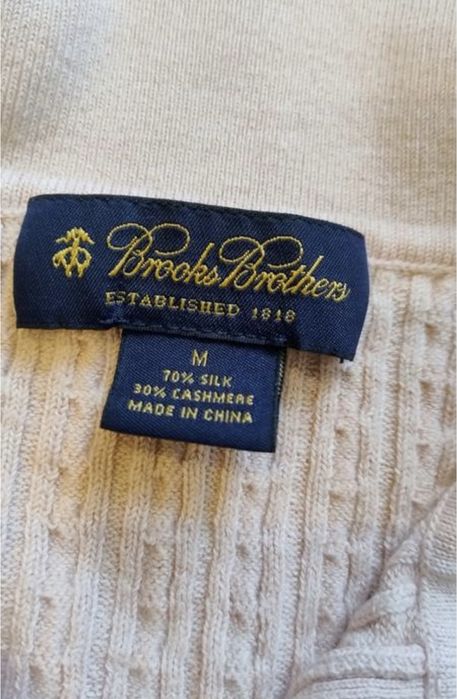 Brooks Brothers
ESTABLISHED 1818
M
70% SILK
30% CASHMERE
MADE IN CHINA